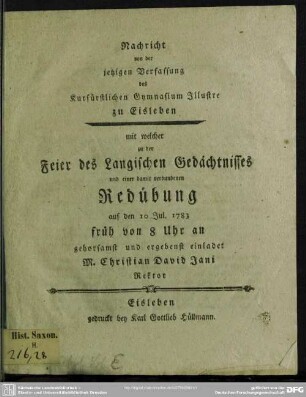 Nachricht
von der
jetzigen Verfassung
des
Kurfürstlichen Gymnasium Illustre
zu Eisleben
mit welcher
zu der
Feier des Langischen Gedächtnisses
und einer damit verbundenen
Redübung
auf den 10 Jul. 1783
früh von 8 Uhr an
gehorsamst und ergebenst einladet
M. Christian David Jani
Rektor
Eisleben
gedruckt bey Karl Gottlieb Hüllmann.
Hist. Saxon.
H.
216,28